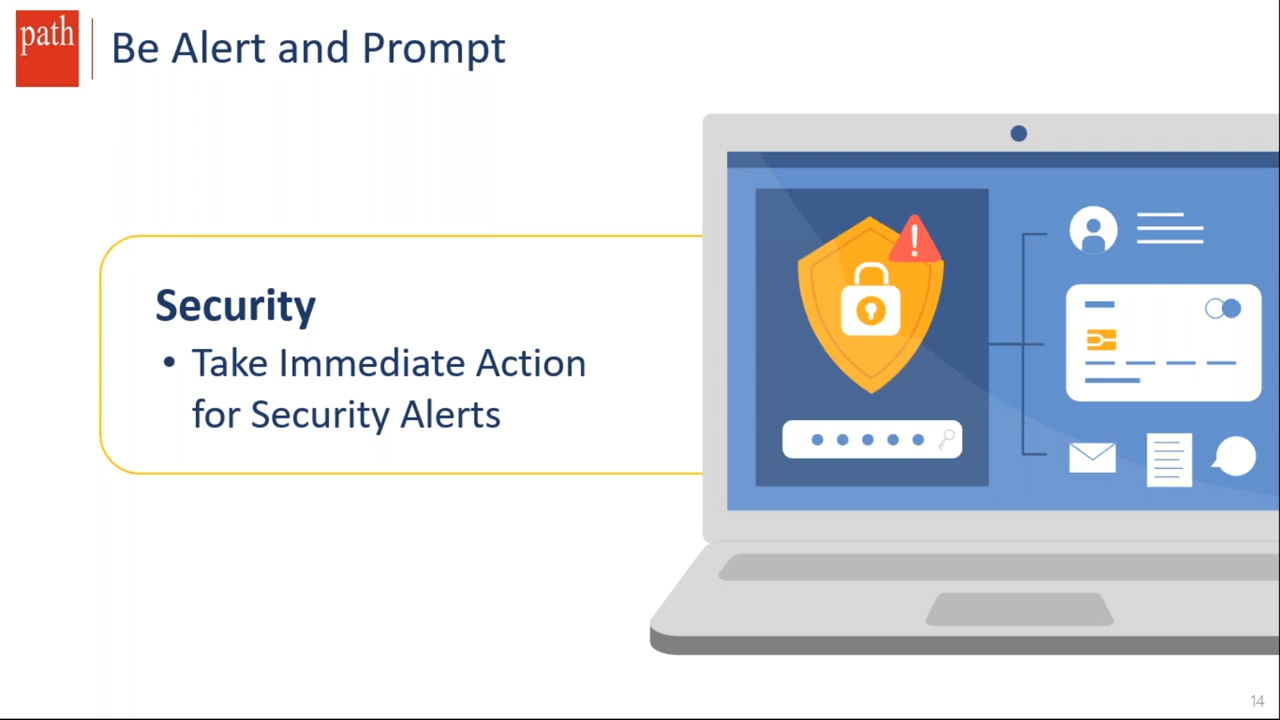 path
Be Alert and Prompt
Security
• Take Immediate Action
for Security Alerts
14